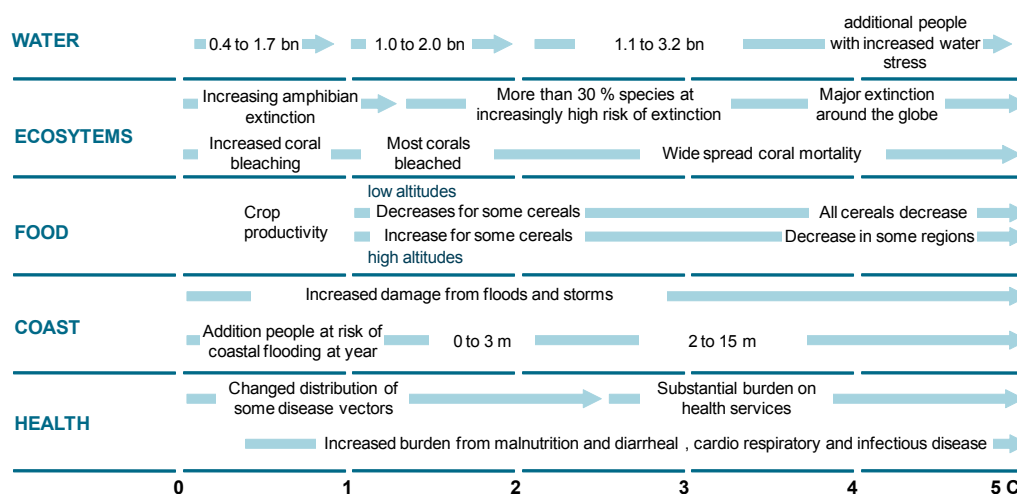 WATER
0.4 to 1.7 bn
1.0 to 2.0 bn
1.1 to 3.2 bn
additional people
with increased water
stress
ECOSYTEMS
Increasing amphibian
extinction
More than 30 % species at
increasingly high risk of extinction
Major extinction
around the globe
Increased coral
bleaching
Most corals
bleached
Wide spread coral mortality
FOOD
Crop
productivity
low altitudes
Decreases for some cereals
All cereals decrease
Increase for some cereals
Decrease in some regions
high altitudes
COAST
Increased damage from floods and storms
Addition people at risk of
coastal flooding at year
0 to 3 m
2 to 15 m
HEALTH
Changed distribution of
some disease vectors
Substantial burden on
health services
Increased burden from malnutrition and diarrheal , cardio respiratory and infectious disease
0 1 2 3 4 5 C